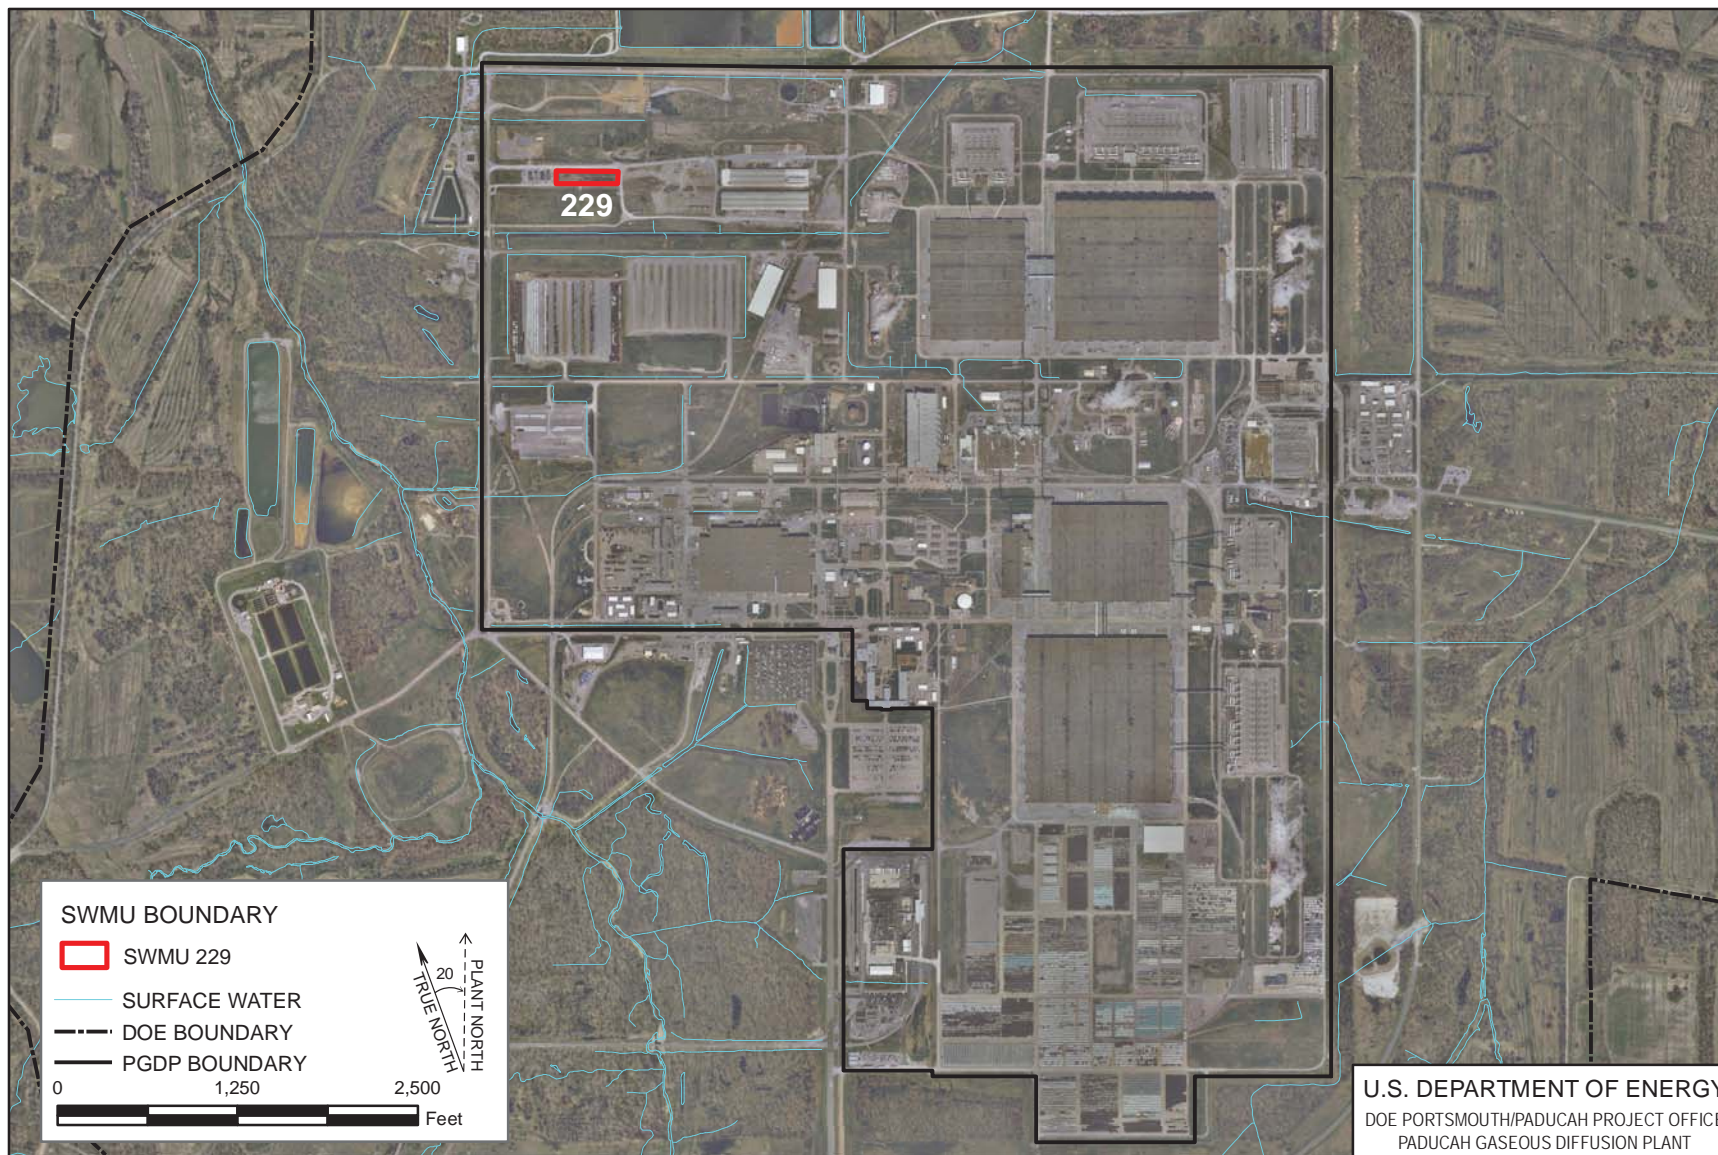 229
SWMU BOUNDARY
SWMU 229
SURFACE WATER
DOE BOUNDARY
PGDP BOUNDARY
20
TRUE NORTH
PLANT NORTH
0 1,250 2,500
Feet
U.S. DEPARTMENT OF ENERGY
DOE PORTSMOUTH/PADUCAH PROJECT OFFICE
PADUCAH GASEOUS DIFFUSION PLANT